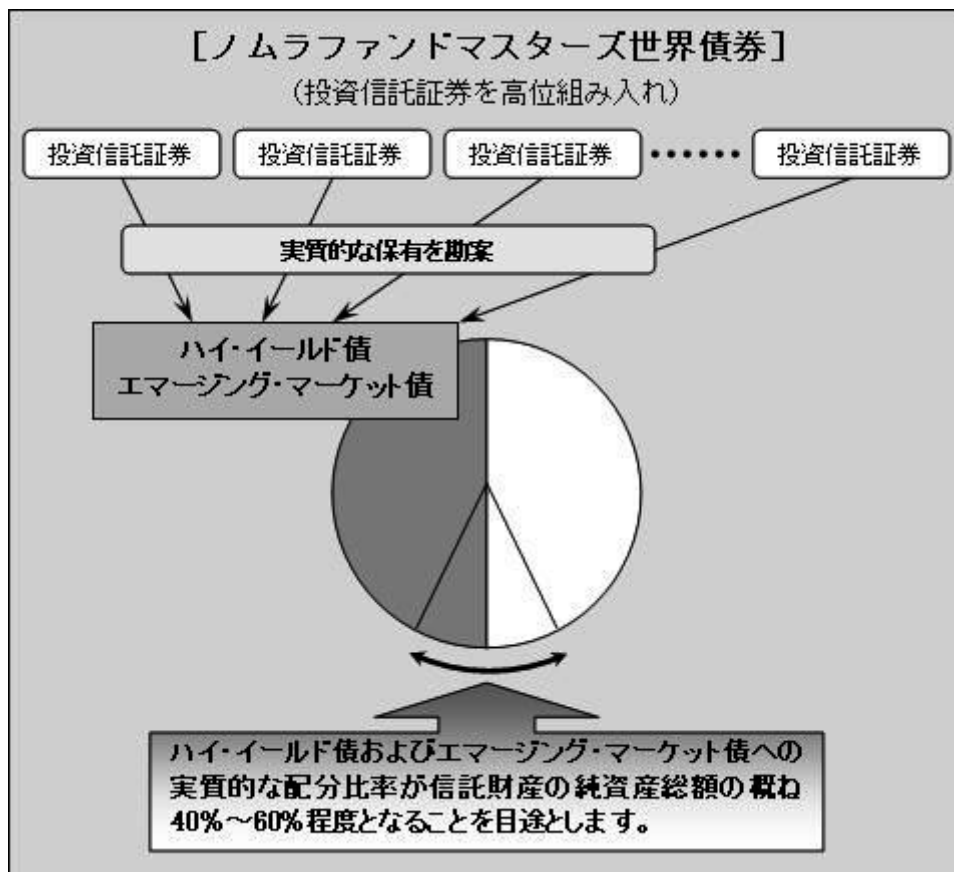 [ノムラファンドマスターズ世界債券]
(投資信託証券を高位組み入れ)
投資信託証券 投資信託証券 投資信託証券 ・・・・・・ 投資信託証券
実質的な保有を勘案
ハイ・イールド債
エマージング・マーケット債
ハイ・イールド債およびエマージング・マーケット債への
実質的な配分比率が信託財産の純資産総額の概ね
40%～60%程度となることを目途とします。